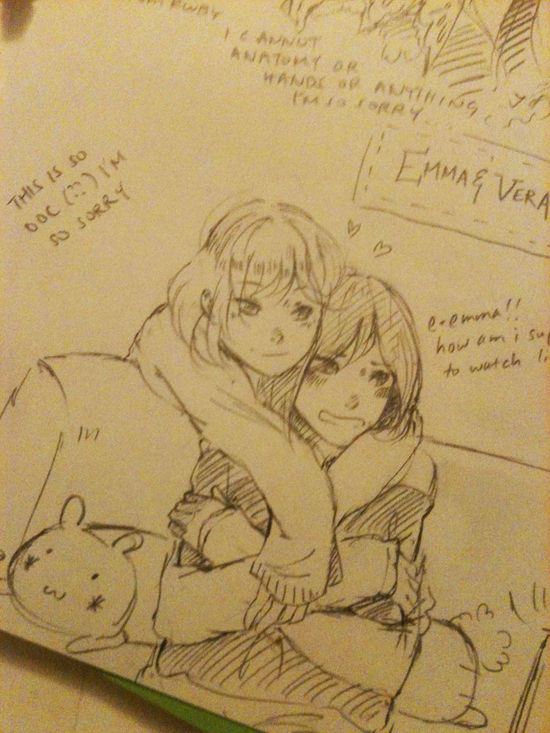 I CANNOT
ANATOMY OR
HANDS OR ANYTHING,
I'M SO SORRY...
THIS IS SO
OOC (??) I'M
SO SORRY
EMMA & VERA
e-emma!!
how am i
to watch